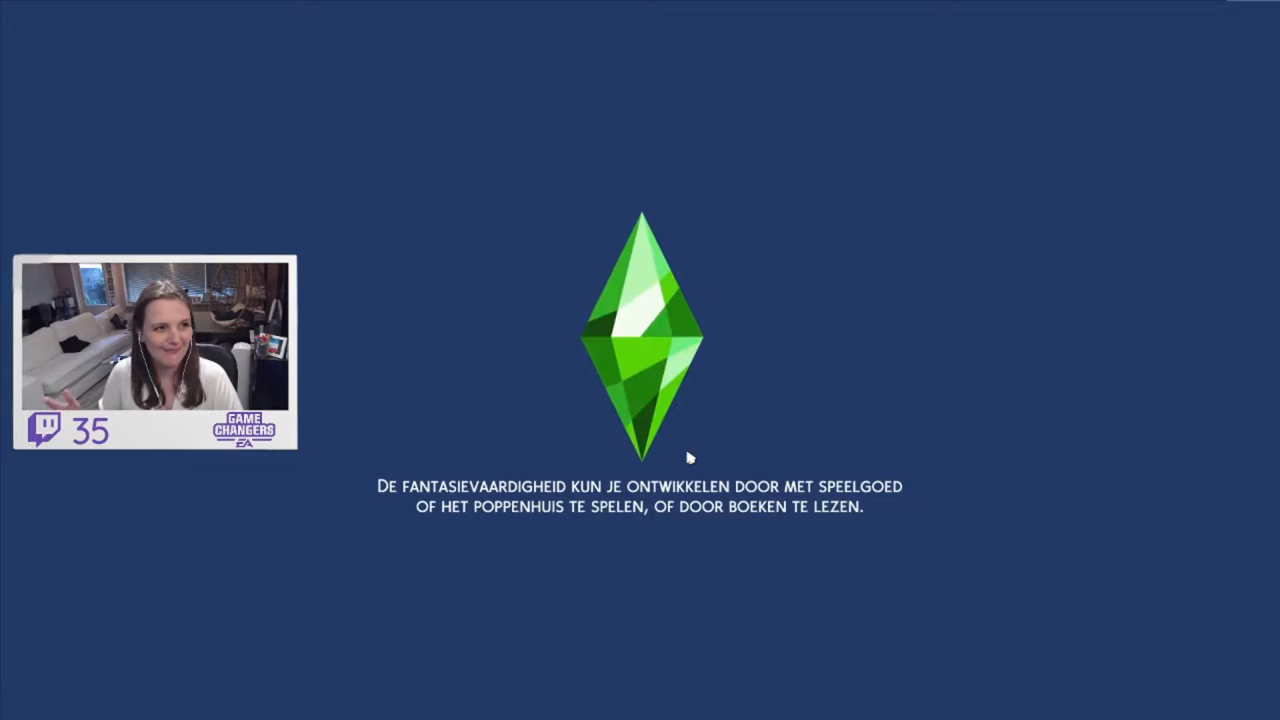 35
GAME
CHANGERS
EA
DE FANTASIEVAARDIGHEID KUN JE ONTWIKKELEN DOOR MET SPEELGOED
OF HET POPPENHUIS TE SPELEN, OF DOOR BOEKEN TE LEZEN.